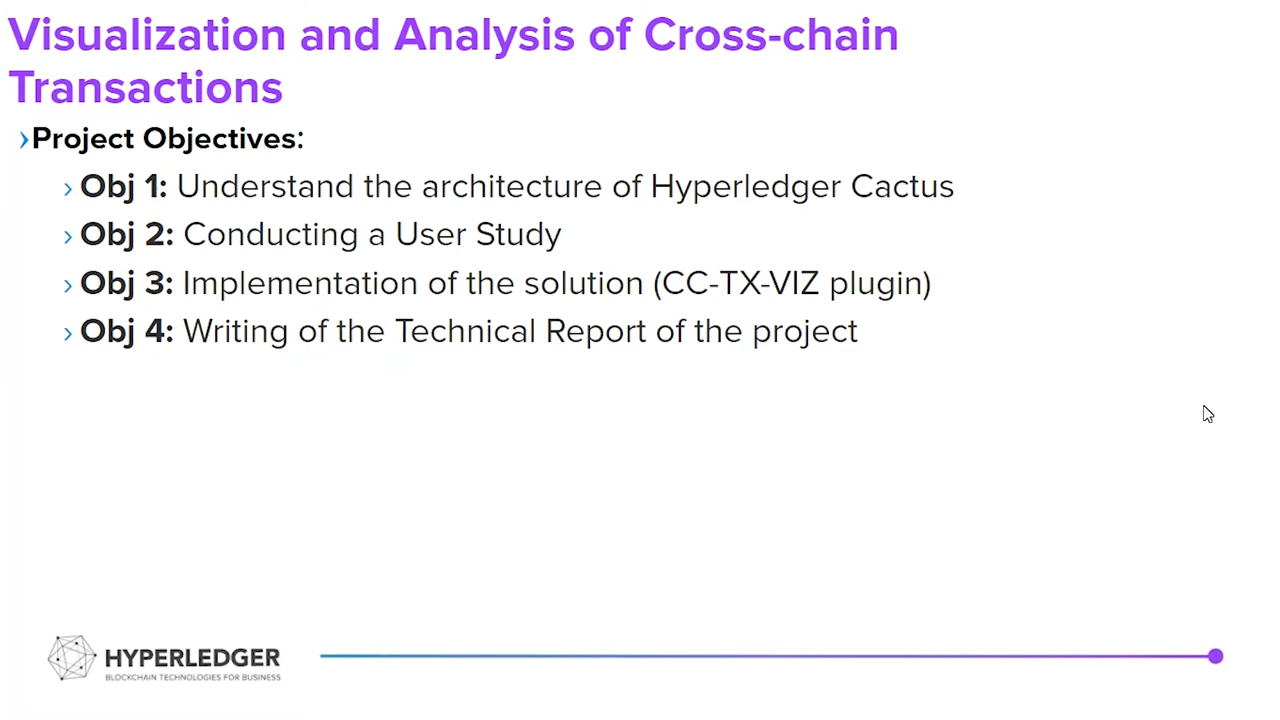 Visualization and Analysis of Cross-chain
Transactions
›Project Objectives:
› Obj 1: Understand the architecture of Hyperledger Cactus
› Obj 2: Conducting a User Study
› Obj 3: Implementation of the solution (CC-TX-VIZ plugin)
› Obj 4: Writing of the Technical Report of the project
HYPERLEDGER
BLOCKCHAIN TECHNOLOGIES FOR BUSINESS